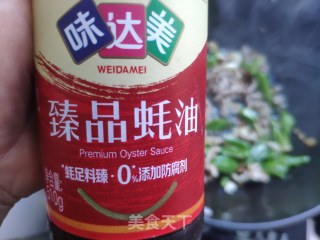 味达美
WEIDAMEI
臻品蚝油
Premium Oyster Sauce
"蚝足料臻·0%添加防腐剂
美食天下